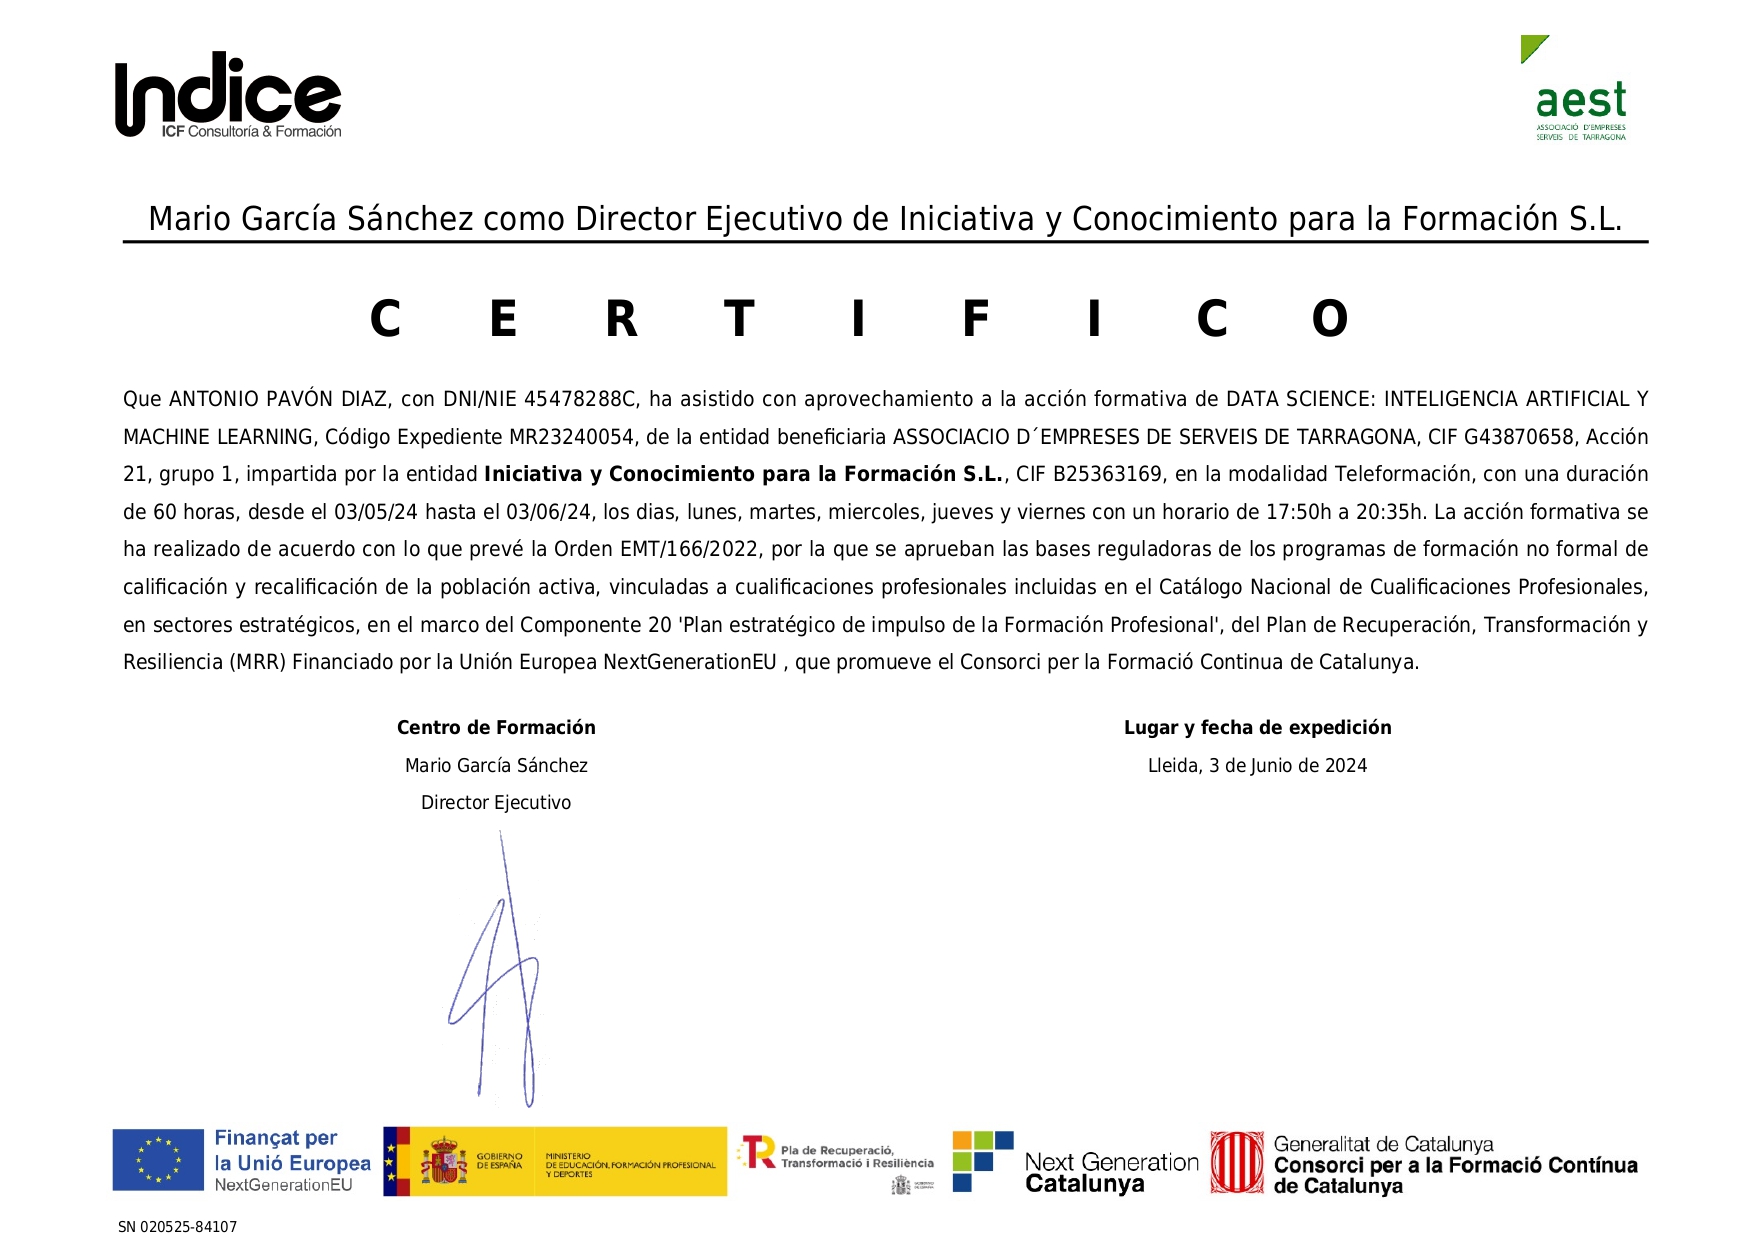 Indice
ICF Consultoría & Formación
aest
ASSOCIACIÓ D'EMPRESES
SERVEIS DE TARRAGONA
Mario García Sánchez como Director Ejecutivo de Iniciativa y Conocimiento para la Formación S.L.
C E R T I F I C O
Que ANTONIO PAVÓN DIAZ, con DNI/NIE 45478288C, ha asistido con aprovechamiento a la acción formativa de DATA SCIENCE: INTELIGENCIA ARTIFICIAL Y
MACHINE LEARNING, Código Expediente MR23240054, de la entidad beneficiaria ASSOCIACIO D´EMPRESES DE SERVEIS DE TARRAGONA, CIF G43870658, Acción
21, grupo 1, impartida por la entidad Iniciativa y Conocimiento para la Formación S.L., CIF B25363169, en la modalidad Teleformación, con una duración
de 60 horas, desde el 03/05/24 hasta el 03/06/24, los dias, lunes, martes, miercoles, jueves y viernes con un horario de 17:50h a 20:35h. La acción formativa se
ha realizado de acuerdo con lo que prevé la Orden EMT/166/2022, por la que se aprueban las bases reguladoras de los programas de formación no formal de
calificación y recalificación de la población activa, vinculadas a cualificaciones profesionales incluidas en el Catálogo Nacional de Cualificaciones Profesionales,
en sectores estratégicos, en el marco del Componente 20 'Plan estratégico de impulso de la Formación Profesional', del Plan de Recuperación, Transformación y
Resiliencia (MRR) Financiado por la Unión Europea NextGenerationEU , que promueve el Consorci per la Formació Continua de Catalunya.
Centro de Formación
Mario García Sánchez
Director Ejecutivo
Lugar y fecha de expedición
Lleida, 3 de Junio de 2024
Finançat per
la Unió Europea
NextGenerationEU
GOBIERNO
DE ESPAÑA
MINISTERIO
DE EDUCACIÓN, FORMACIÓN PROFESIONAL
Y DEPORTES
Pla de Recuperació,
Transformació i Resiliència
Next Generation
Catalunya
Generalitat de Catalunya
Consorci per a la Formació Contínua
de Catalunya
SN 020525-84107